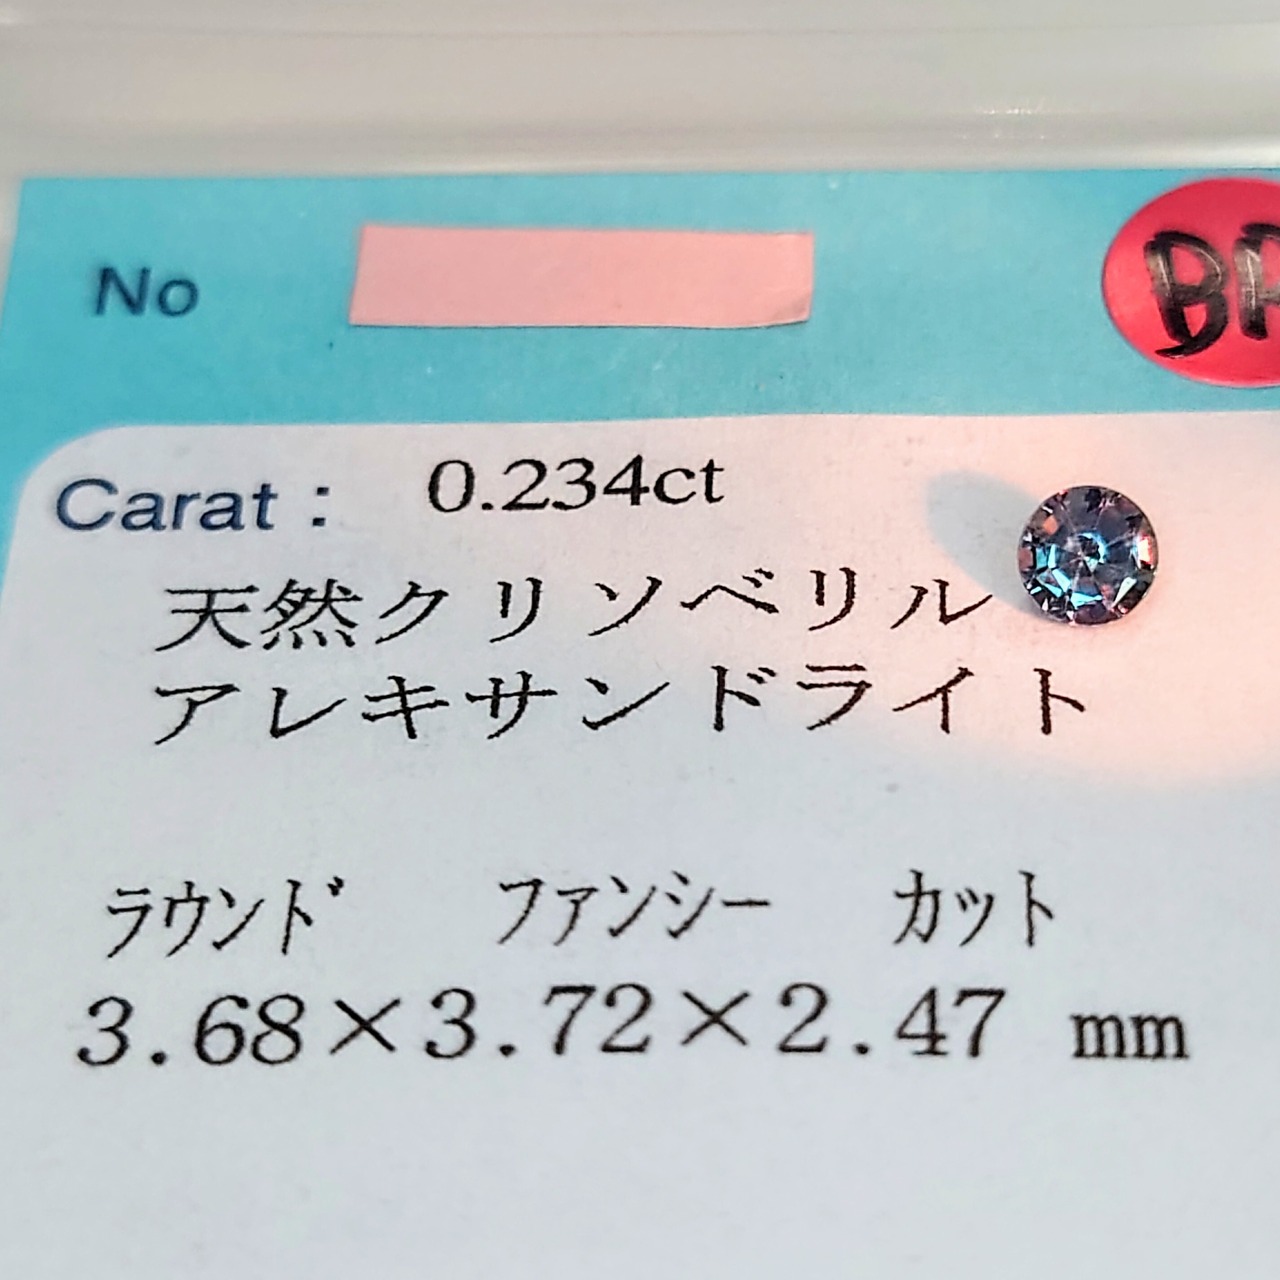 No
Carat : 0.234ct
天然クリソベリル
アレキサンドライト
ラウンド ファンシー カット
3.68×3.72×2.47 mm